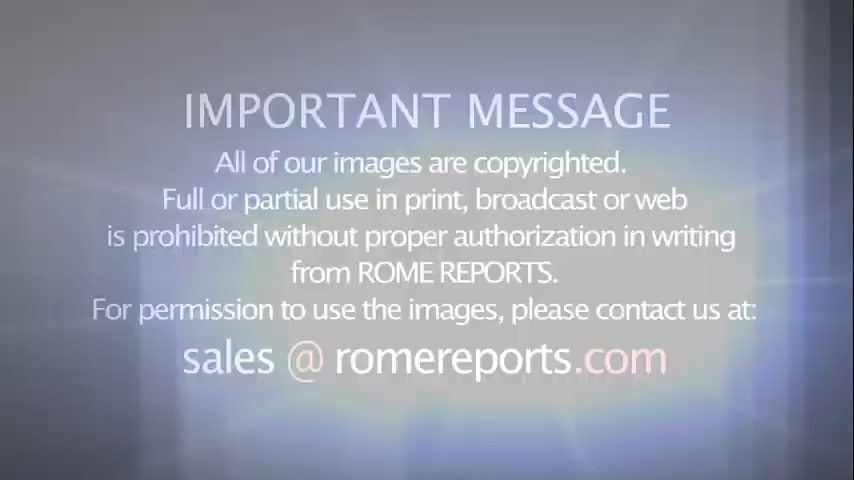 IMPORTANT MESSAGE
All of our images are copyrighted.
Full or partial use in print, broadcast or web
is prohibited without proper authorization in writing
from ROME REPORTS.
For permission to use the images, please contact us at:
sales @ romereports.com